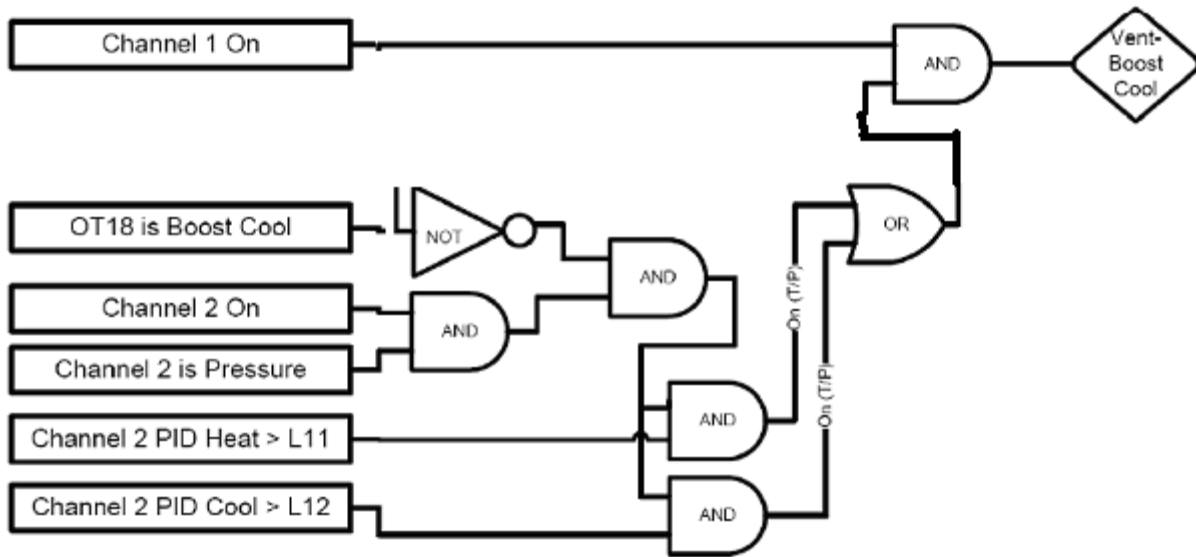 Channel 1 On
AND
Vent-
Boost
Cool
OT18 is Boost Cool
NOT
AND
OR
Channel 2 On
AND
Channel 2 is Pressure
On (T/P)
On (T/P)
Channel 2 PID Heat > L11
AND
Channel 2 PID Cool > L12
AND